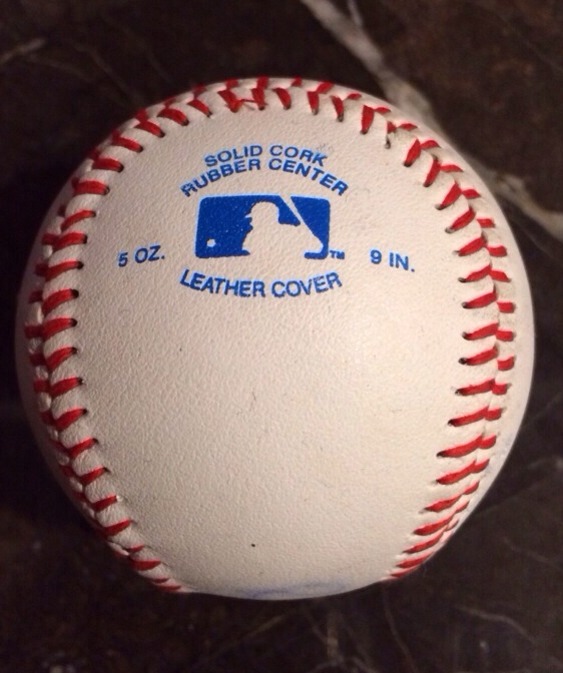 SOLID CORK
RUBBER CENTER
5 OZ.
TM
9 IN.
LEATHER COVER